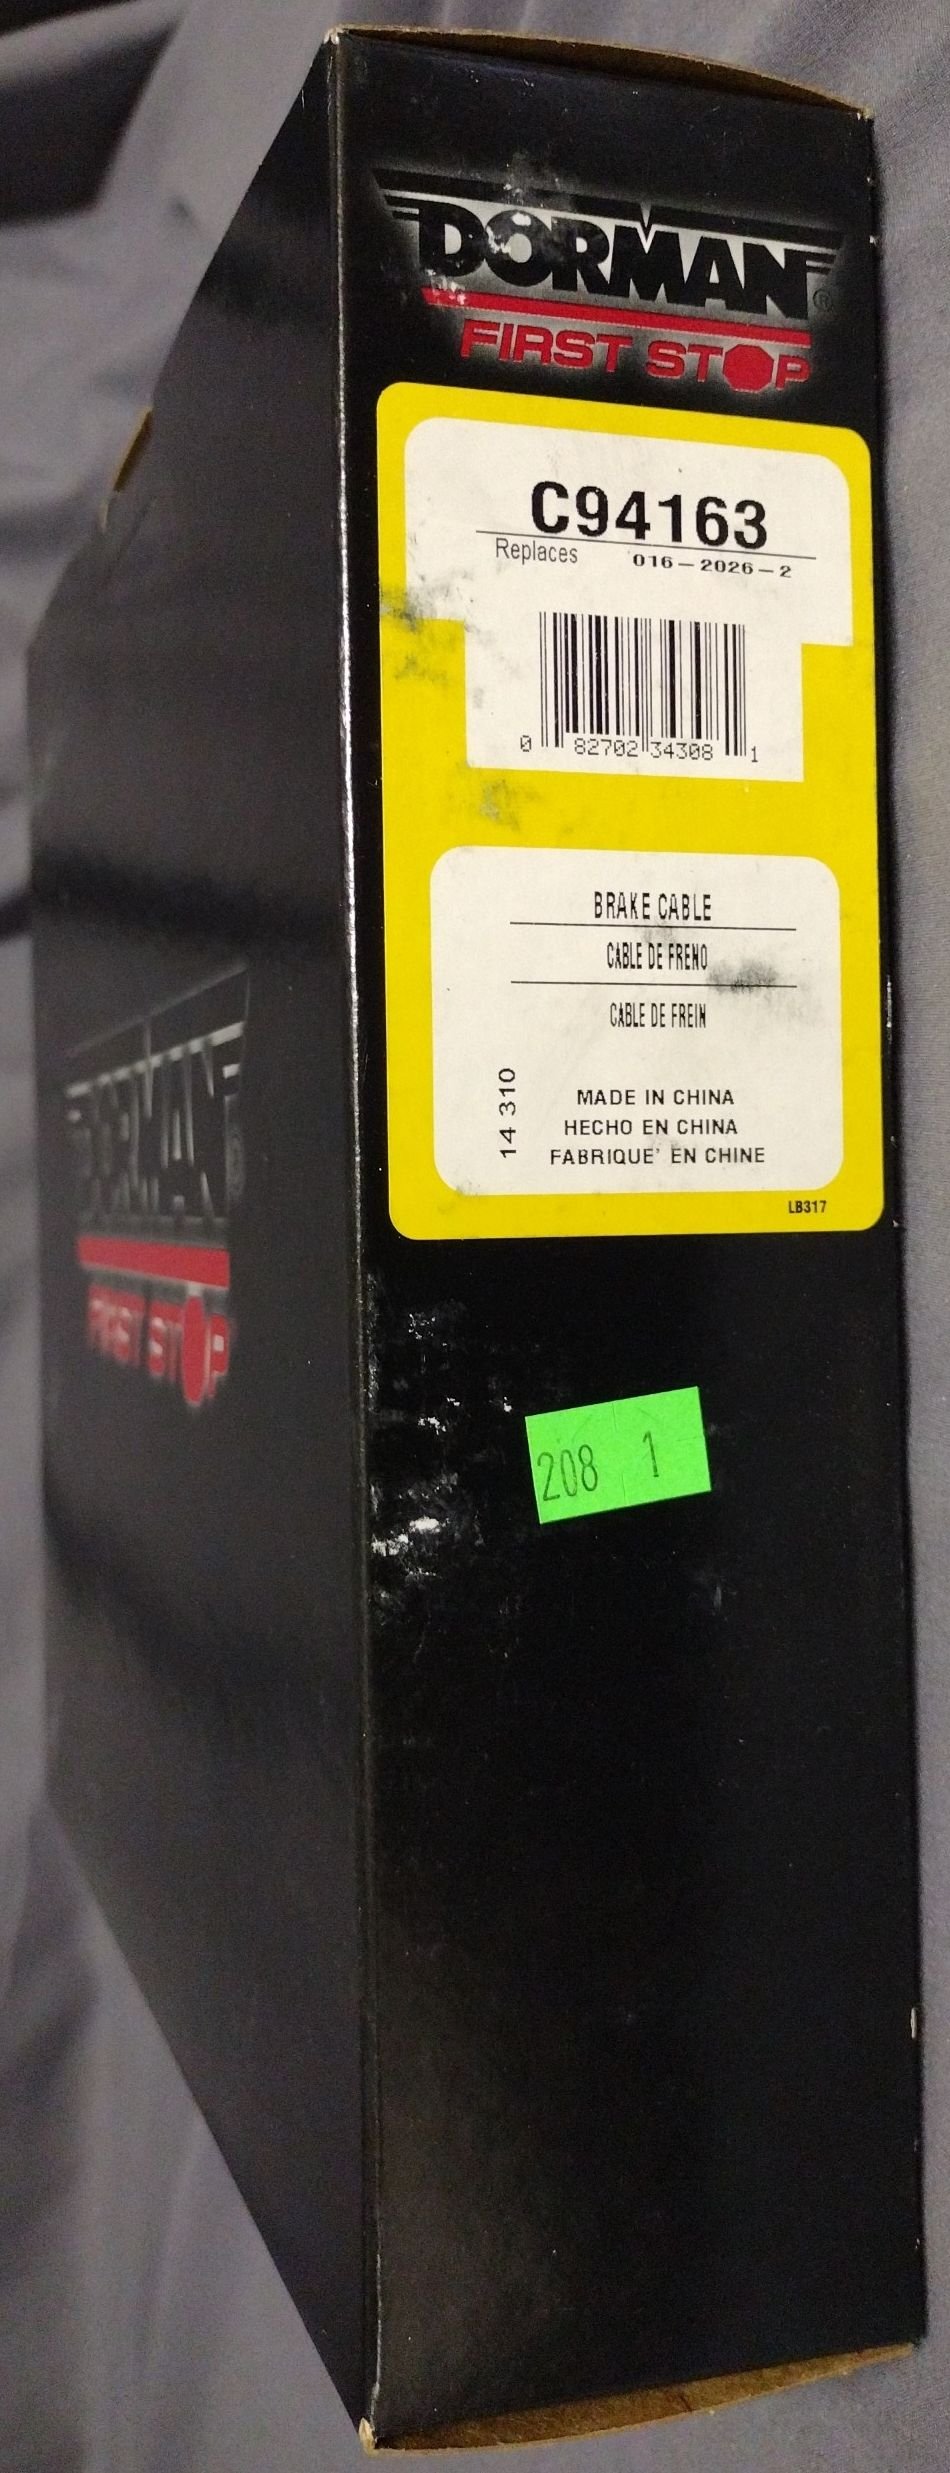 DORMAN®
FIRST STOP
C94163
Replaces 016-2026-2
0 82702 34308 1
BRAKE CABLE
CABLE DE FRENO
CABLE DE FREIN
14 310
MADE IN CHINA
HECHO EN CHINA
FABRIQUE' EN CHINE
LB317
208 1
DORMAN
FIRST STOP